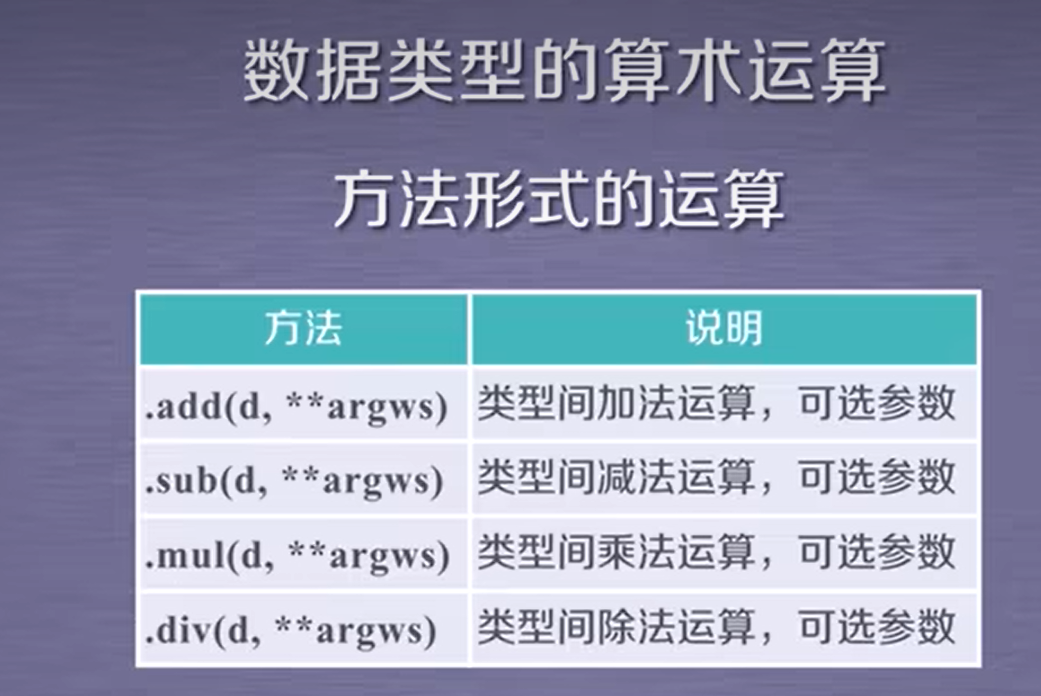 数据类型的算术运算
方法形式的运算
方法 说明
.add(d, **argws) 类型间加法运算，可选参数
.sub(d, **argws) 类型间减法运算，可选参数
.mul(d, **argws) 类型间乘法运算，可选参数
.div(d, **argws) 类型间除法运算，可选参数